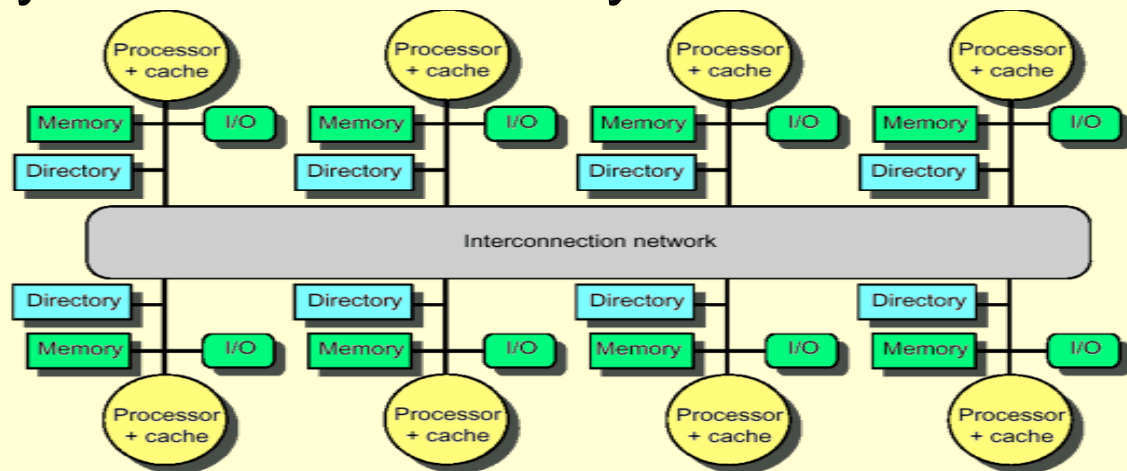 Processor
+ cache
Processor
+ cache
Processor
+ cache
Processor
+ cache
Memory
I/O
Memory
I/O
Memory
I/O
Memory
I/O
Directory
Directory
Directory
Directory
Interconnection network
Directory
Directory
Directory
Directory
Memory
I/O
Memory
I/O
Memory
I/O
Memory
I/O
Processor
+ cache
Processor
+ cache
Processor
+ cache
Processor
+ cache